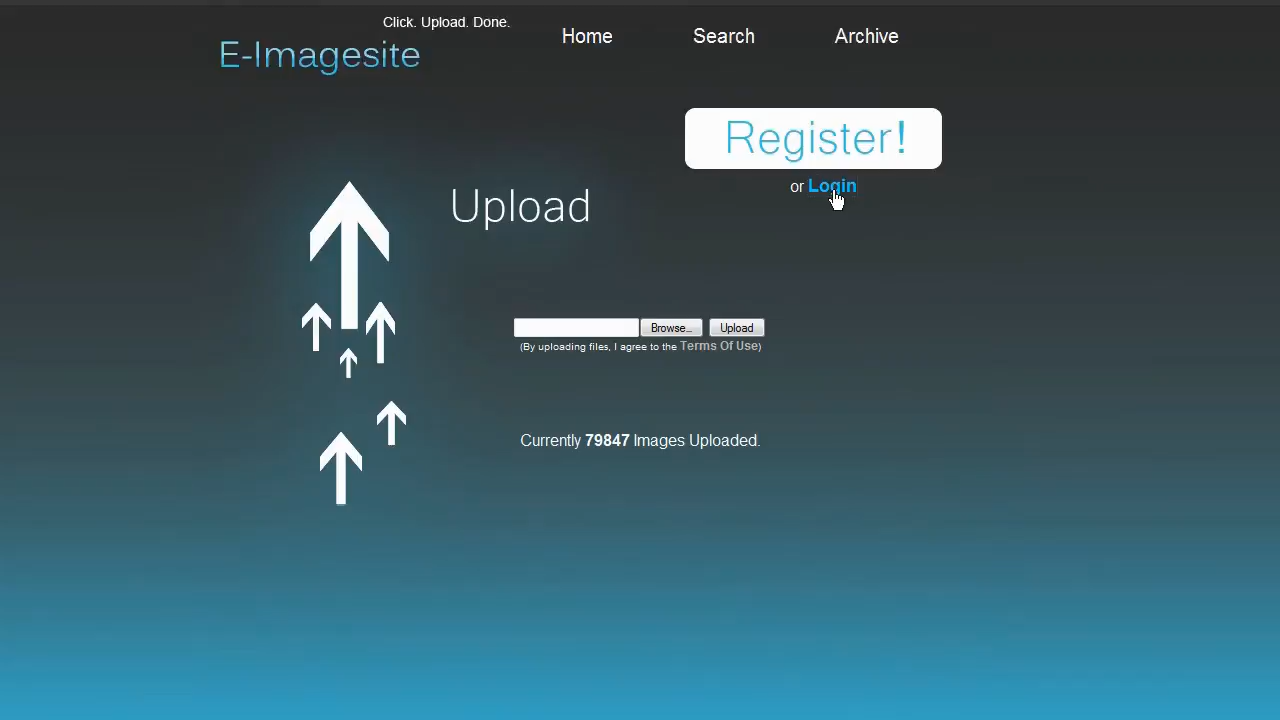 Click. Upload. Done.
E-Imagesite
Home Search Archive
Register!
or Login
Upload
Browse... Upload
(By uploading files, I agree to the Terms Of Use)
Currently 79847 Images Uploaded.